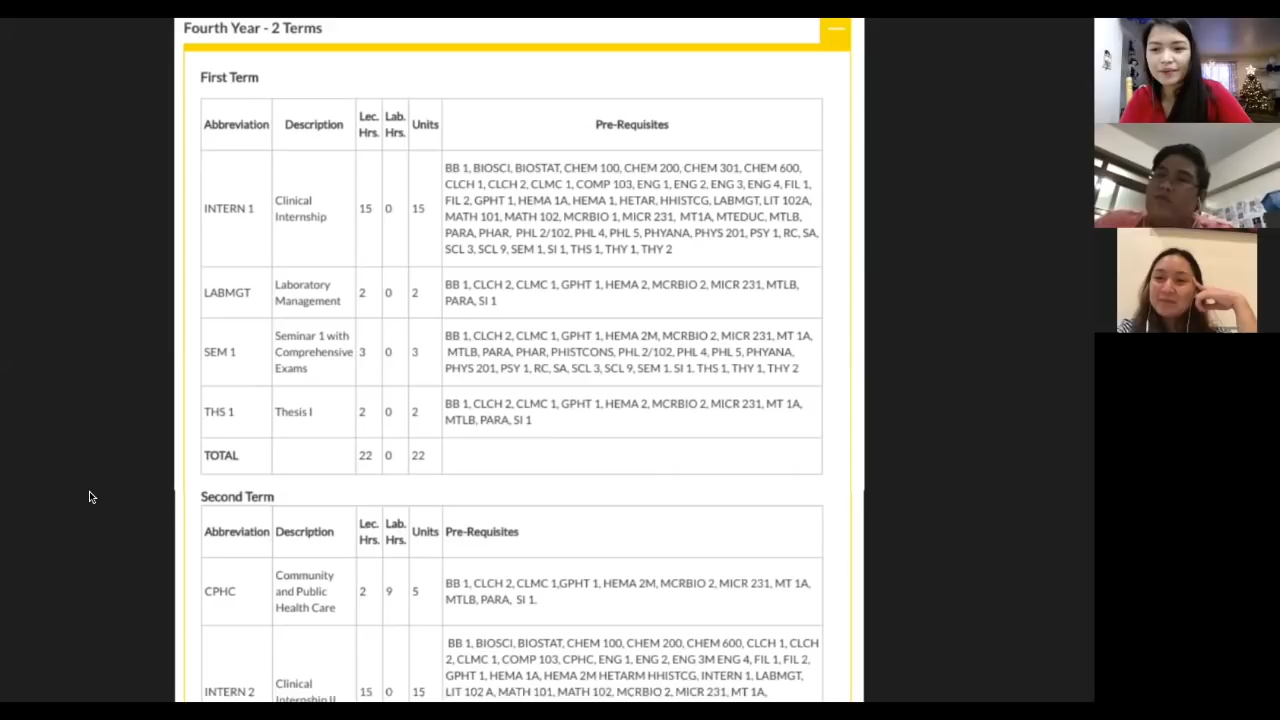 Fourth Year - 2 Terms
First Term
Abbreviation Description Lec. Hrs. Lab. Hrs. Units Pre-Requisites
INTERN 1 Clinical Internship 15 0 15 BB 1, BIOSCI, BIOSTAT, CHEM 100, CHEM 200, CHEM 301, CHEM 600,
CLCH 1, CLCH 2, CLMC 1, COMP 103, ENG 1, ENG 2, ENG 3, ENG 4, FIL 1,
FIL 2, GPHT 1, HEMA 1A, HEMA 1, HETAR, HHISTCG, LABMGT, LIT 102A,
MATH 101, MATH 102, MCRBIO 1, MICR 231, MT1A, MTEDUC, MTLB,
PARA, PHAR, PHL 2/102, PHL 4, PHL 5, PHYANA, PHYS 201, PSY 1, RC, SA,
SCL 3, SCL 9, SEM 1, SI 1, THS 1, THY 1, THY 2
LABMGT Laboratory Management 2 0 2 BB 1, CLCH 2, CLMC 1, GPHT 1, HEMA 2, MCRBIO 2, MICR 231, MTLB,
PARA, SI 1
SEM 1 Seminar 1 with Comprehensive Exams 3 0 3 BB 1, CLCH 2, CLMC 1, GPHT 1, HEMA 2M, MCRBIO 2, MICR 231, MT 1A,
MTLB, PARA, PHAR, PHISTCONS, PHL 2/102, PHL 4, PHL 5, PHYANA,
PHYS 201, PSY 1, RC, SA, SCL 3, SCL 9, SEM 1. SI 1. THS 1, THY 1, THY 2
THS 1 Thesis I 2 0 2 BB 1, CLCH 2, CLMC 1, GPHT 1, HEMA 2, MCRBIO 2, MICR 231, MT 1A,
MTLB, PARA, SI 1
TOTAL 22 0 22
Second Term
Abbreviation Description Lec. Hrs. Lab. Hrs. Units Pre-Requisites
CPHC Community and Public Health Care 2 9 5 BB 1, CLCH 2, CLMC 1,GPHT 1, HEMA 2M, MCRBIO 2, MICR 231, MT 1A,
MTLB, PARA, SI 1.
INTERN 2 Clinical Internship II 15 0 15 BB 1, BIOSCI, BIOSTAT, CHEM 100, CHEM 200, CHEM 600, CLCH 1, CLCH
2, CLMC 1, COMP 103, CPHC, ENG 1, ENG 2, ENG 3M ENG 4, FIL 1, FIL 2,
GPHT 1, HEMA 1A, HEMA 2M HETARM HHISTCG, INTERN 1, LABMGT,
LIT 102 A, MATH 101, MATH 102, MCRBIO 2, MICR 231, MT 1A,